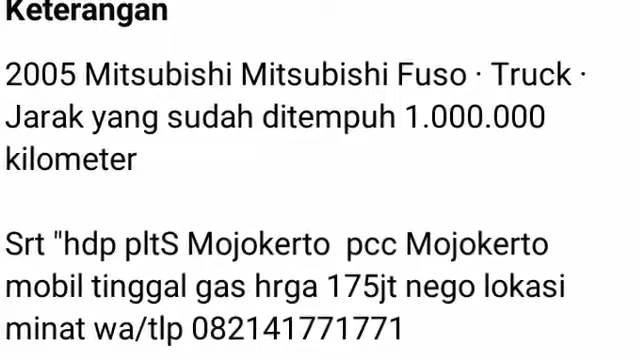 Keterangan
2005 Mitsubishi Mitsubishi Fuso · Truck ·
Jarak yang sudah ditempuh 1.000.000
kilometer
Srt "hdp pltS Mojokerto  pcc Mojokerto
mobil tinggal gas hrga 175jt nego lokasi
minat wa/tlp 082141771771